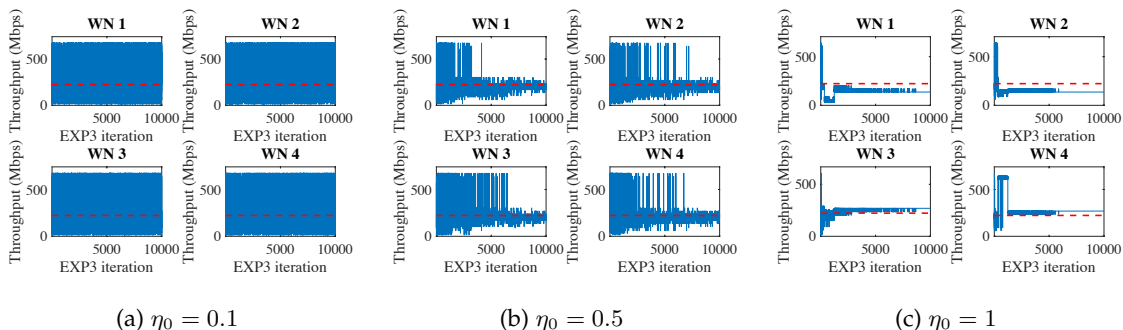 WN 1
WN 2
Throughput (Mbps)
500
0
5000
10000
EXP3 iteration
Throughput (Mbps)
500
0
5000
10000
EXP3 iteration
WN 3
WN 4
Throughput (Mbps)
500
0
5000
10000
EXP3 iteration
Throughput (Mbps)
500
0
5000
10000
EXP3 iteration
(a) η₀ = 0.1
WN 1
WN 2
Throughput (Mbps)
500
0
5000
10000
EXP3 iteration
Throughput (Mbps)
500
0
5000
10000
EXP3 iteration
WN 3
WN 4
Throughput (Mbps)
500
0
5000
10000
EXP3 iteration
Throughput (Mbps)
500
0
5000
10000
EXP3 iteration
(b) η₀ = 0.5
WN 1
WN 2
Throughput (Mbps)
500
0
5000
10000
EXP3 iteration
Throughput (Mbps)
500
0
5000
10000
EXP3 iteration
WN 3
WN 4
Throughput (Mbps)
500
0
5000
10000
EXP3 iteration
Throughput (Mbps)
500
0
5000
10000
EXP3 iteration
(c) η₀ = 1